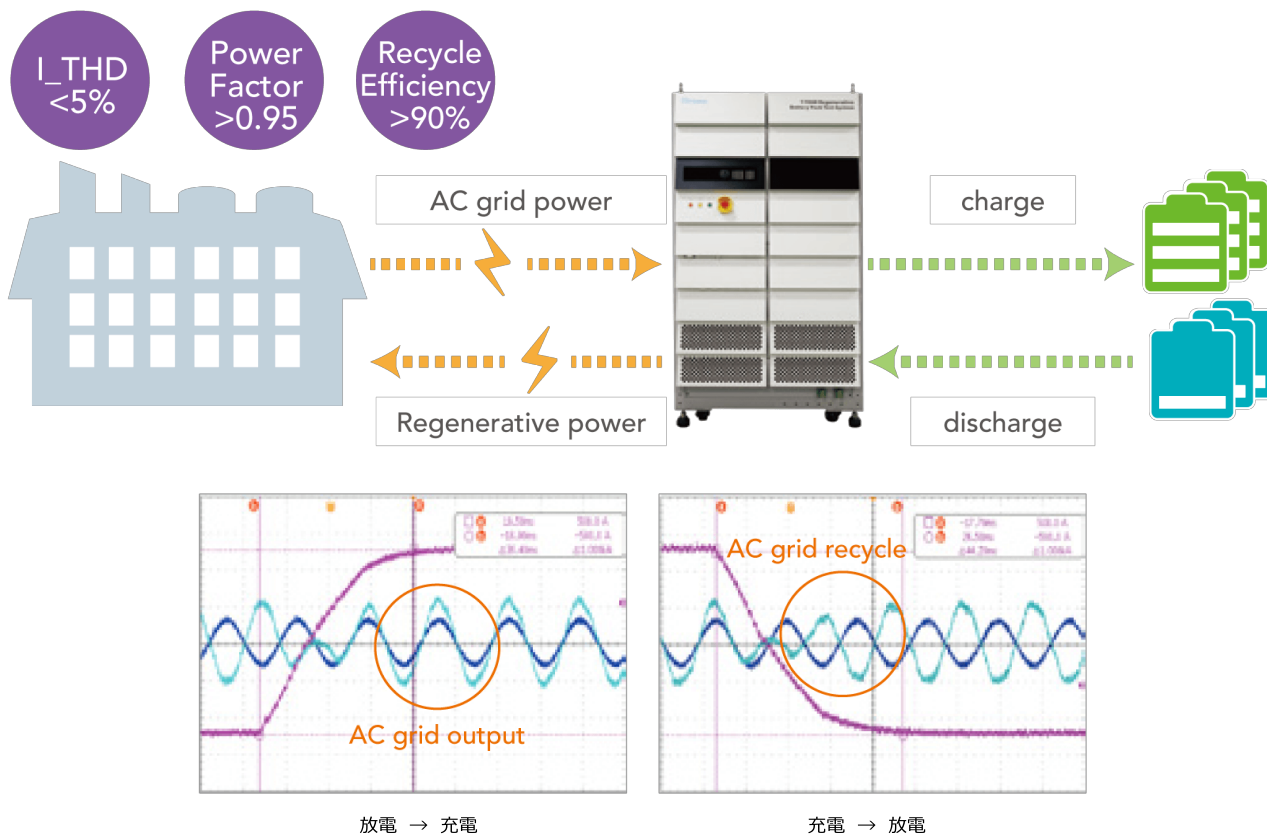 I_THD
<5%
Power
Factor
>0.95
Recycle
Efficiency
>90%
AC grid power
charge
Regenerative power
discharge
AC grid output
AC grid recycle
放電 → 充電
充電 → 放電